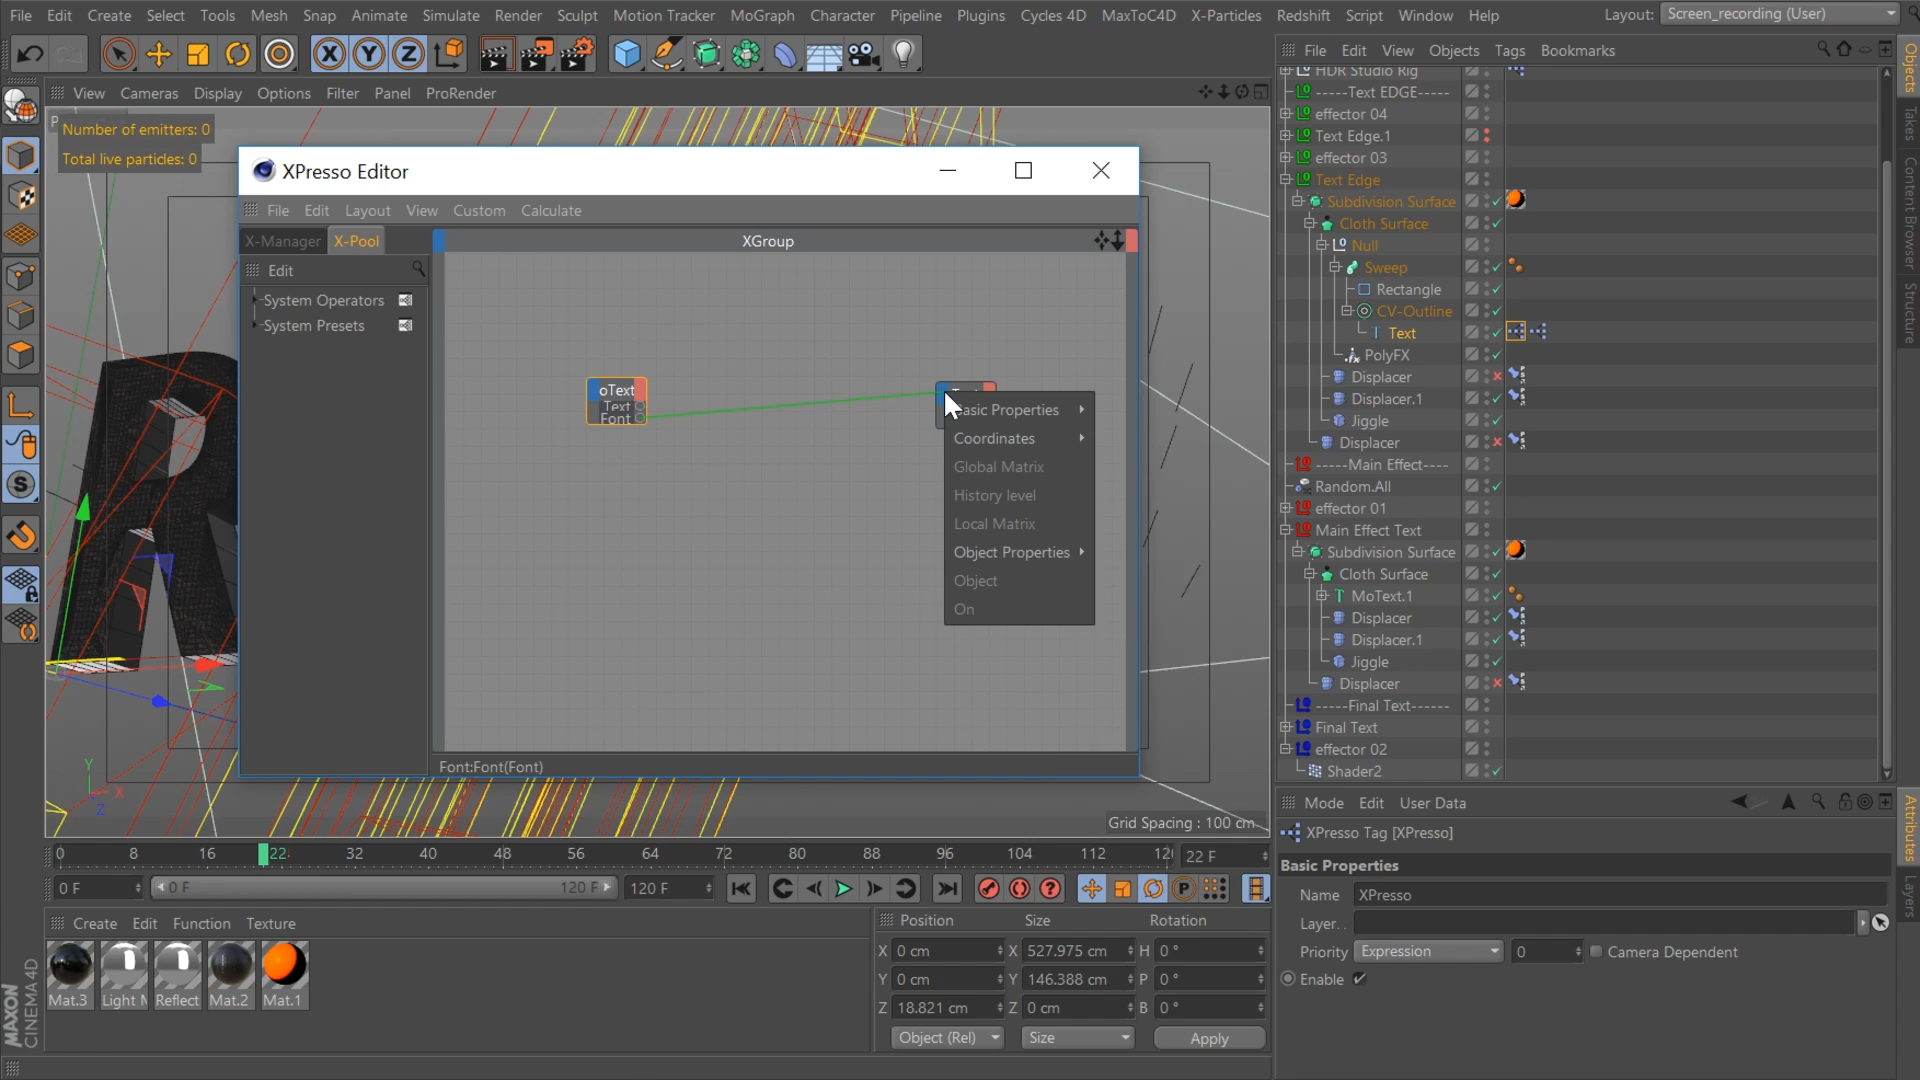 File Edit Create Select Tools Mesh Snap Animate Simulate Render Sculpt Motion Tracker MoGraph Character Pipeline Plugins Cycles 4D MaxToC4D X-Particles Redshift Script Window Help Layout: Screen_recording (User)
View Cameras Display Options Filter Panel ProRender
Number of emitters: 0
Total live particles: 0
XPresso Editor
File Edit Layout View Custom Calculate
X-Manager X-Pool
XGroup
Edit
System Operators
System Presets
oText
Text
Font
Basic Properties
Coordinates
Global Matrix
History level
Local Matrix
Object Properties
Object
On
Font:Font(Font)
Y
X
Z
Grid Spacing : 100 cm
0 8 16 22 32 40 48 56 64 72 80 88 96 104 112 12
22 F
0 F
0 F
120 F
120 F
Create Edit Function Texture
Mat.3 Light M Reflect Mat.2 Mat.1
MAXON
CINEMA 4D
Position Size Rotation
X 0 cm X 527.975 cm H 0 °
Y 0 cm Y 146.388 cm P 0 °
Z 18.821 cm Z 0 cm B 0 °
Object (Rel) Size Apply
File Edit View Objects Tags Bookmarks
HDR Studio Rig
-----Text EDGE-----
effector 04
Text Edge.1
effector 03
Text Edge
Subdivision Surface
Cloth Surface
Null
Sweep
Rectangle
CV-Outline
Text
PolyFX
Displacer
Displacer.1
Jiggle
Displacer
-----Main Effect----
Random.All
effector 01
Main Effect Text
Subdivision Surface
Cloth Surface
MoText.1
Displacer
Displacer.1
Jiggle
Displacer
-----Final Text------
Final Text
effector 02
Shader2
Mode Edit User Data
XPresso Tag [XPresso]
Basic Properties
Name XPresso
Layer. .
Priority Expression 0 Camera Dependent
Enable
Objects
Takes
Content Browser
Structure
Attributes
Layers